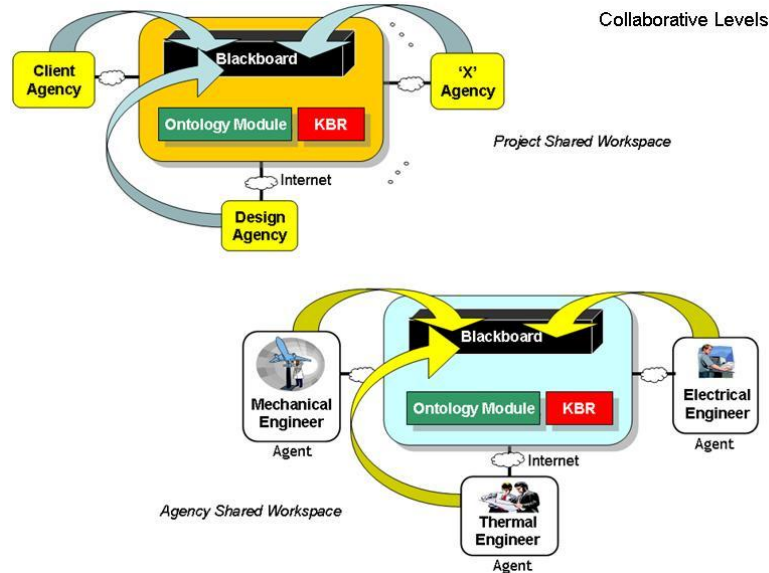 Collaborative Levels
Blackboard
Client
Agency
'X'
Agency
Ontology Module
KBR
Project Shared Workspace
Internet
Design
Agency
Blackboard
Mechanical
Engineer
Agent
Electrical
Engineer
Agent
Ontology Module
KBR
Internet
Agency Shared Workspace
Thermal
Engineer
Agent